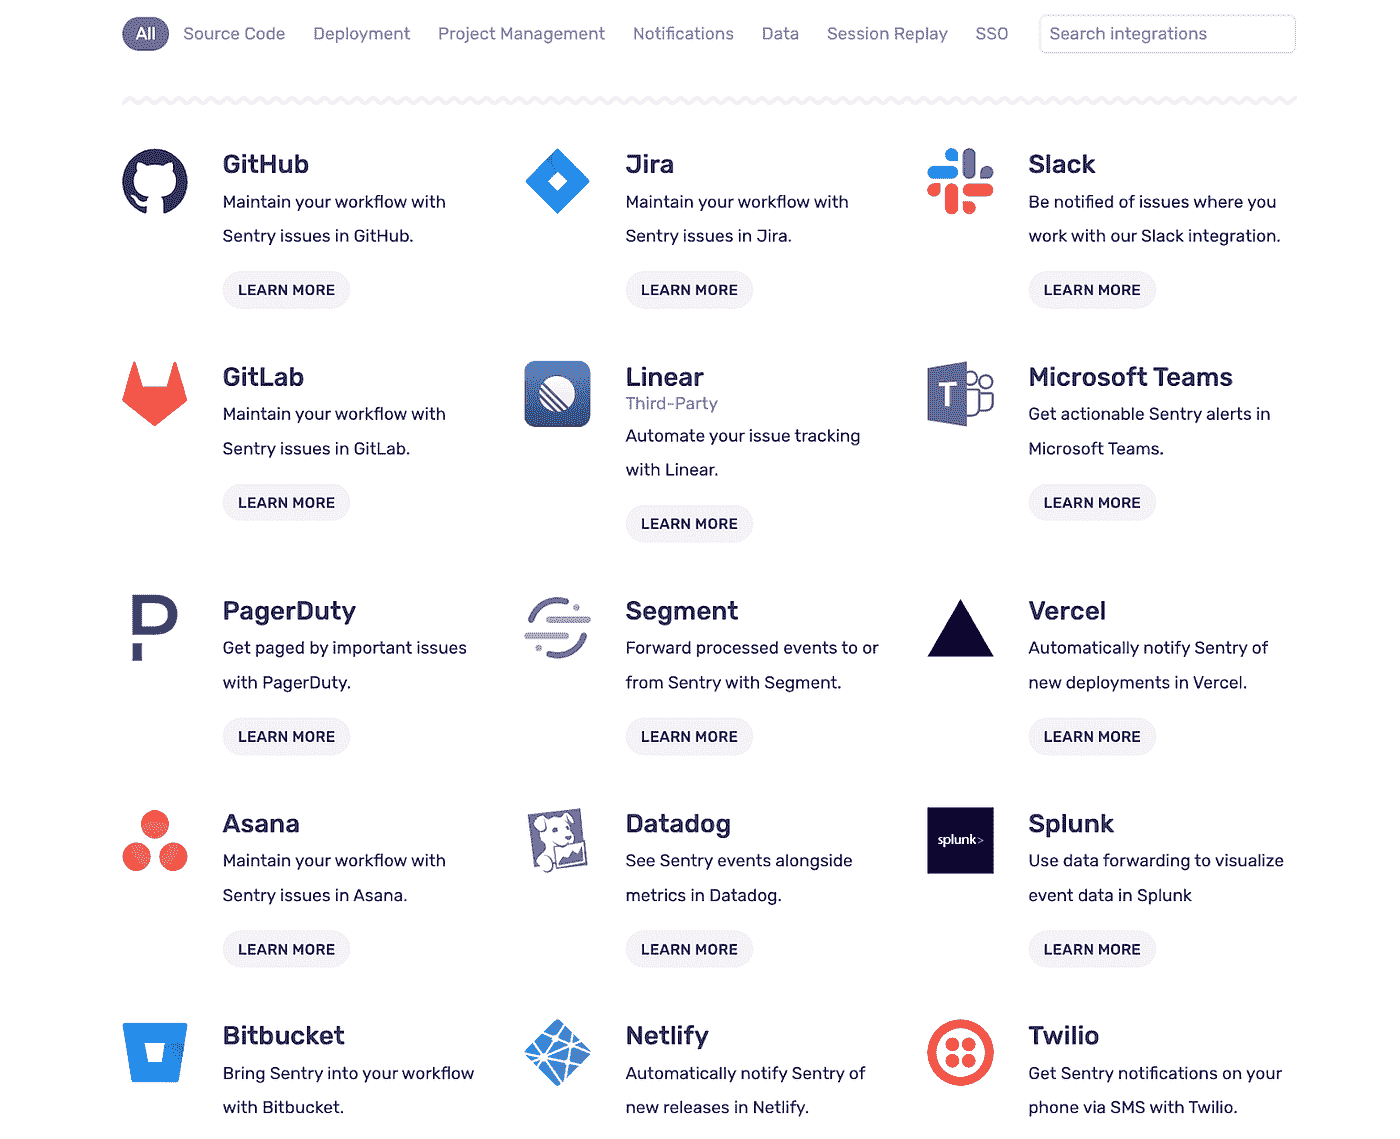 All Source Code Deployment Project Management Notifications Data Session Replay SSO Search integrations
GitHub
Maintain your workflow with
Sentry issues in GitHub.
LEARN MORE
Jira
Maintain your workflow with
Sentry issues in Jira.
LEARN MORE
Slack
Be notified of issues where you
work with our Slack integration.
LEARN MORE
GitLab
Maintain your workflow with
Sentry issues in GitLab.
LEARN MORE
Linear
Third-Party
Automate your issue tracking
with Linear.
LEARN MORE
T
Microsoft Teams
Get actionable Sentry alerts in
Microsoft Teams.
LEARN MORE
P
PagerDuty
Get paged by important issues
with PagerDuty.
LEARN MORE
Segment
Forward processed events to or
from Sentry with Segment.
LEARN MORE
Vercel
Automatically notify Sentry of
new deployments in Vercel.
LEARN MORE
Asana
Maintain your workflow with
Sentry issues in Asana.
LEARN MORE
Datadog
See Sentry events alongside
metrics in Datadog.
LEARN MORE
splunk>
Splunk
Use data forwarding to visualize
event data in Splunk
LEARN MORE
Bitbucket
Bring Sentry into your workflow
with Bitbucket.
Netlify
Automatically notify Sentry of
new releases in Netlify.
Twilio
Get Sentry notifications on your
phone via SMS with Twilio.